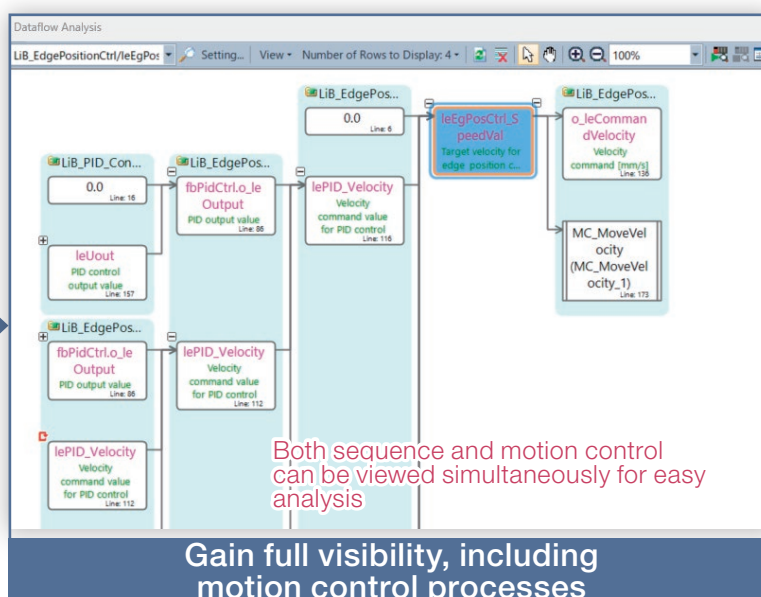 Dataflow Analysis
LiB_EdgePositionCtrl/leEgPos
Setting...
View
Number of Rows to Display: 4
100%
LiB_EdgePos...
0.0
Line: 6
leEgPosCtrl_S
peedVal
Target velocity for
edge position c...
LiB_EdgePos...
o_leComman
dVelocity
Velocity
command [mm/s]
Line: 136
LiB_PID_Con...
0.0
Line: 16
LiB_EdgePos...
fbPidCtrl.o_le
Output
PID output value
Line: 86
lePID_Velocity
Velocity
command value
for PID control
Line: 116
MC_MoveVel
ocity
(MC_MoveVel
ocity_1)
Line: 173
leUout
PID control
output value
Line: 157
LiB_EdgePos...
fbPidCtrl.o_le
Output
PID output value
Line: 86
lePID_Velocity
Velocity
command value
for PID control
Line: 112
lePID_Velocity
Velocity
command value
for PID control
Line: 112
Both sequence and motion control
can be viewed simultaneously for easy
analysis
Gain full visibility, including
motion control processes